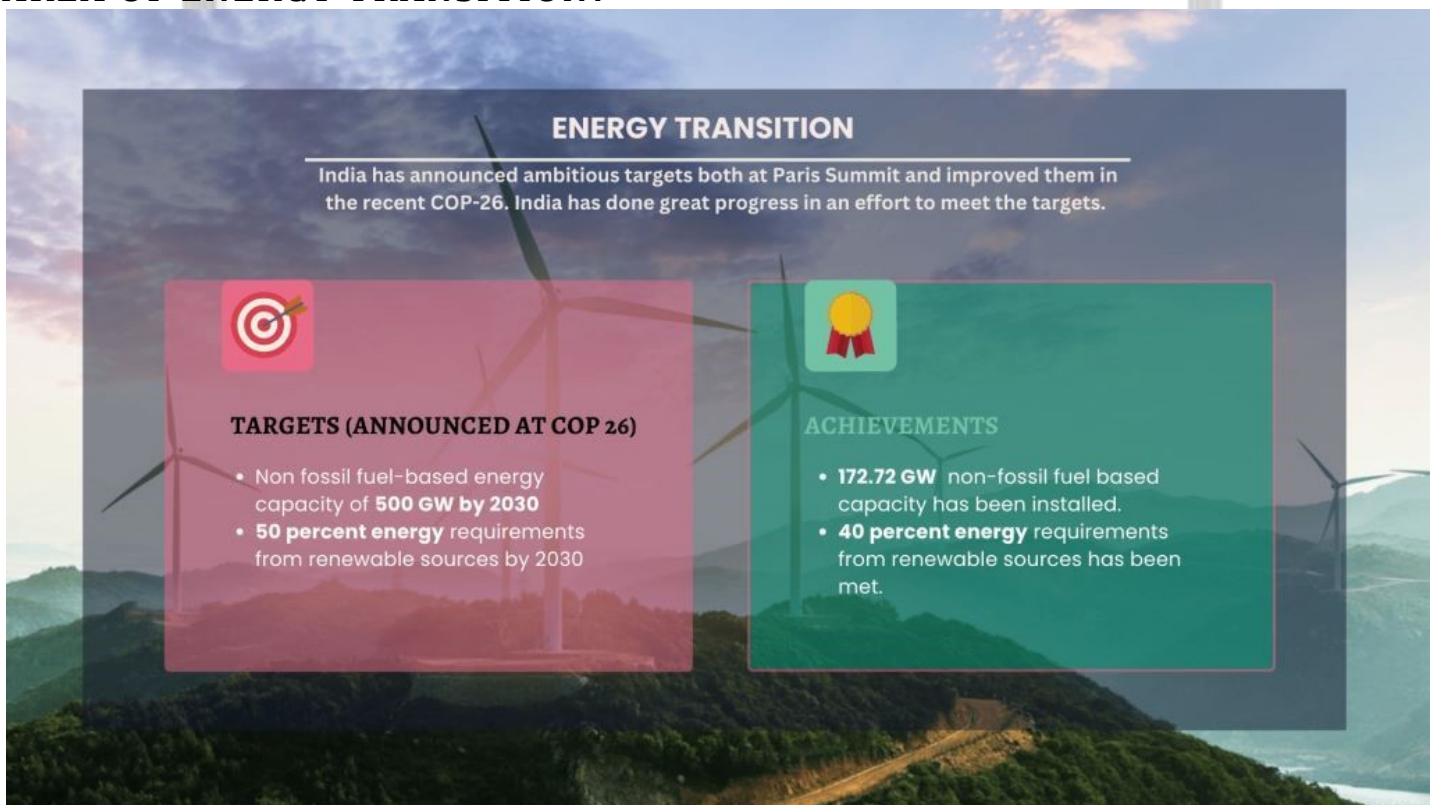 ENERGY TRANSITION
India has announced ambitious targets both at Paris Summit and improved them in
the recent COP-26. India has done great progress in an effort to meet the targets.
TARGETS (ANNOUNCED AT COP 26)
• Non fossil fuel-based energy
capacity of 500 GW by 2030
• 50 percent energy requirements
from renewable sources by 2030
ACHIEVEMENTS
• 172.72 GW non-fossil fuel based
capacity has been installed.
• 40 percent energy requirements
from renewable sources has been
met.